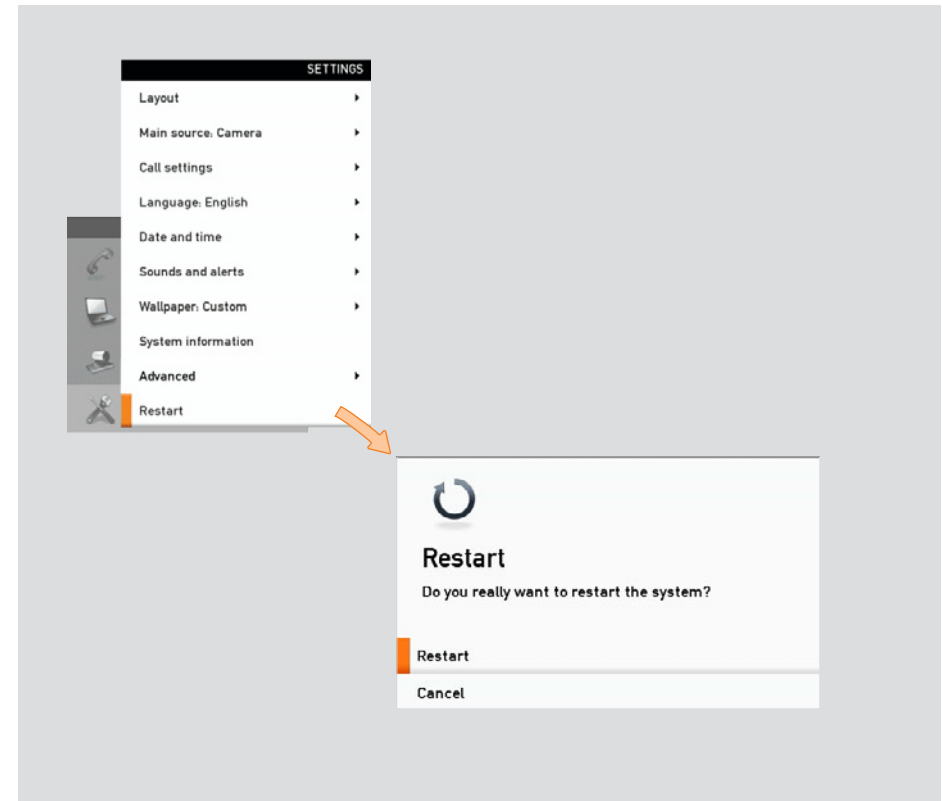 SETTINGS
Layout
Main source: Camera
Call settings
Language: English
Date and time
Sounds and alerts
Wallpaper: Custom
System information
Advanced
Restart
Restart
Do you really want to restart the system?
Restart
Cancel